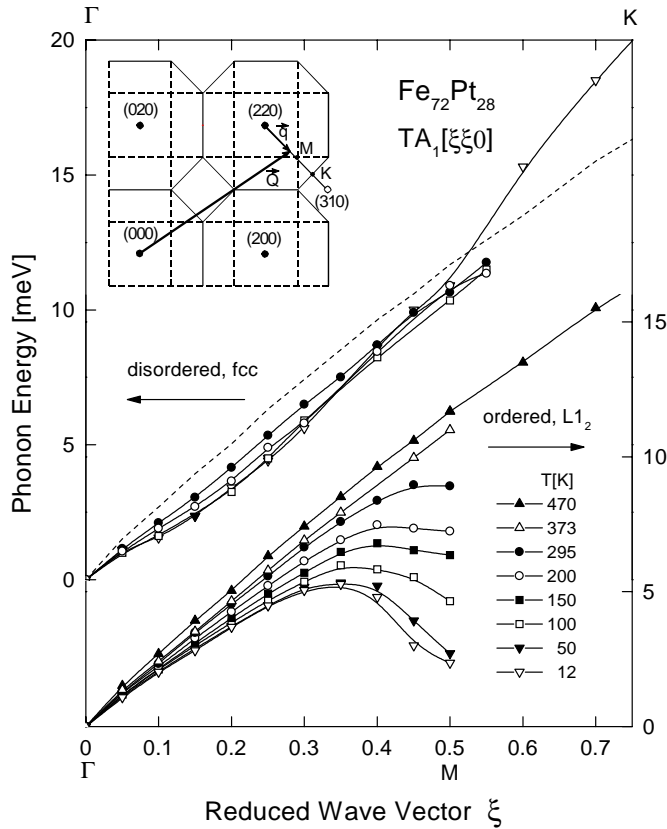 Γ K
20
15
10
5
0
Phonon Energy [meV]
(020) (220)
q
M
K
Q
(310)
(000) (200)
Fe72Pt28
TA1[ξξ0]
disordered, fcc
ordered, L12
15
10
5
0
T[K]
470
373
295
200
150
100
50
12
0 0.1 0.2 0.3 0.4 0.5 0.6 0.7
Γ M
Reduced Wave Vector ξ